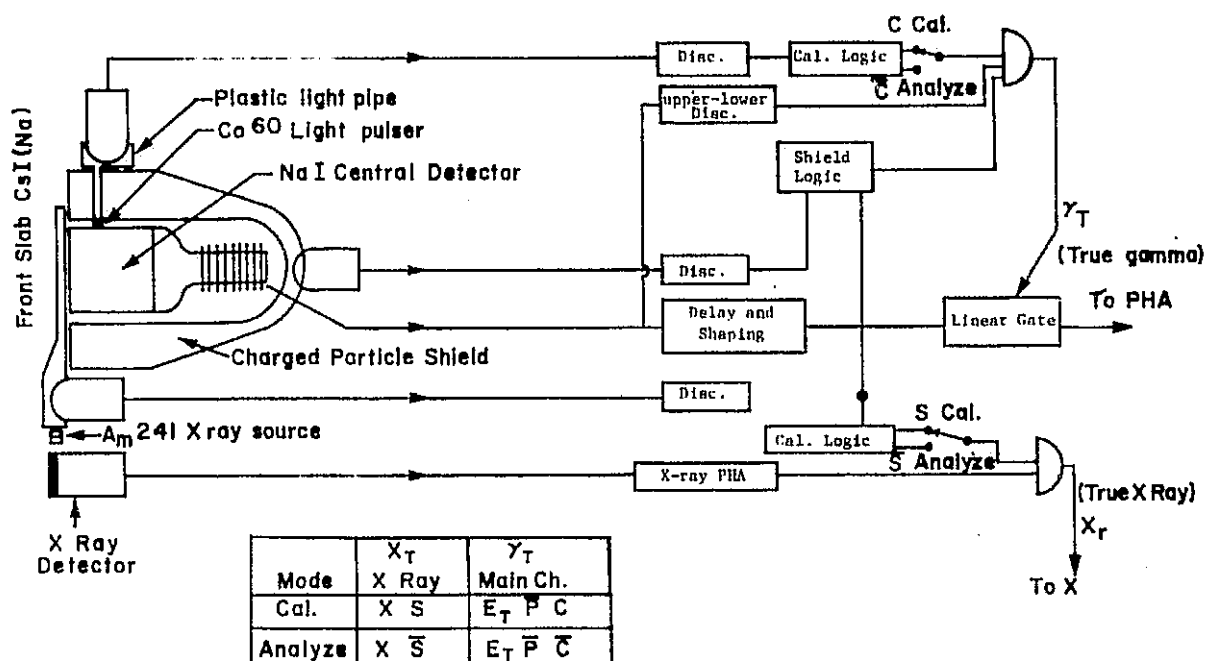 C Cal.
Disc.
Cal. Logic
C̄ Analyze
Plastic light pipe
upper-lower
Disc.
Co 60 Light pulser
Na I Central Detector
Shield
Logic
Front Slab CsI (Na)
γT
(True gamma)
Disc.
To PHA
Delay and
Shaping
Linear Gate
Charged Particle Shield
Disc.
S Cal.
Am 241 X ray source
Cal. Logic
S̄ Analyze
X-ray PHA
(True X Ray)
Xr
X Ray
Detector
To X
XT γT
Mode X Ray Main Ch.
Cal. X S ET P̄ C
Analyze X S̄ ET P̄ C̄